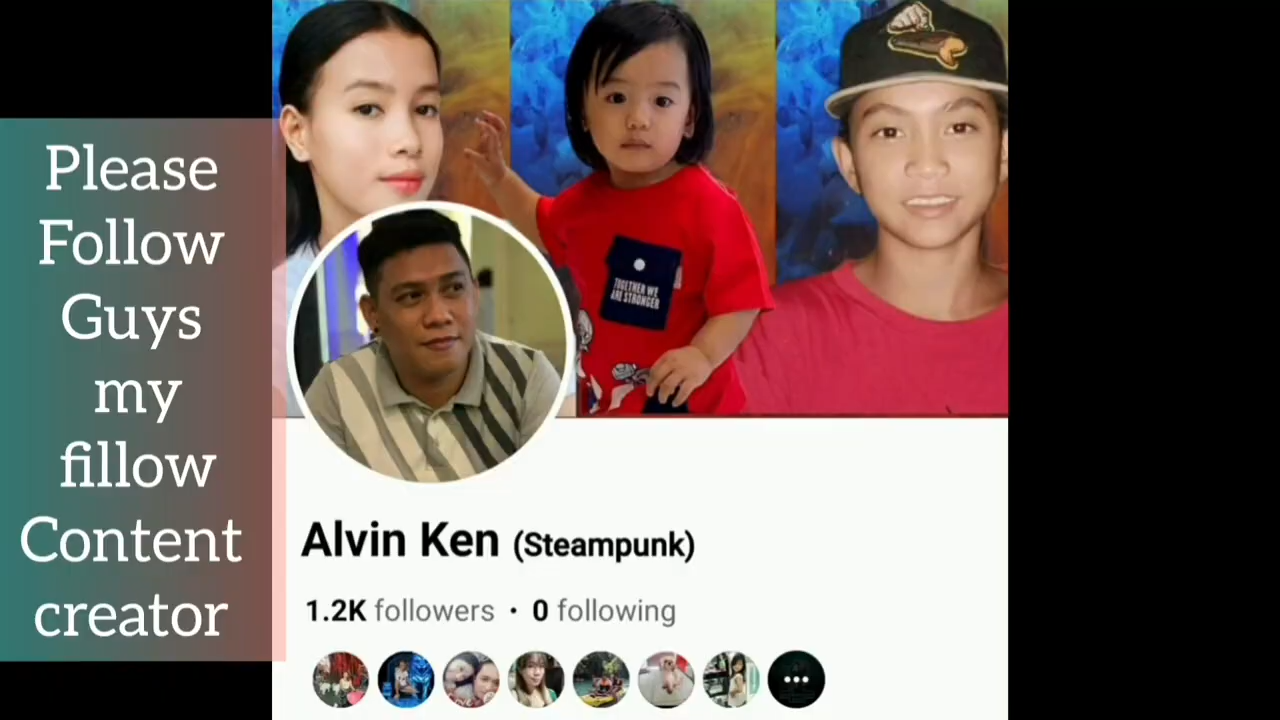 Please
Follow
Guys
my
fillow
Content
creator
TOGETHER WE
ARE STRONGER
Alvin Ken (Steampunk)
1.2K followers • 0 following